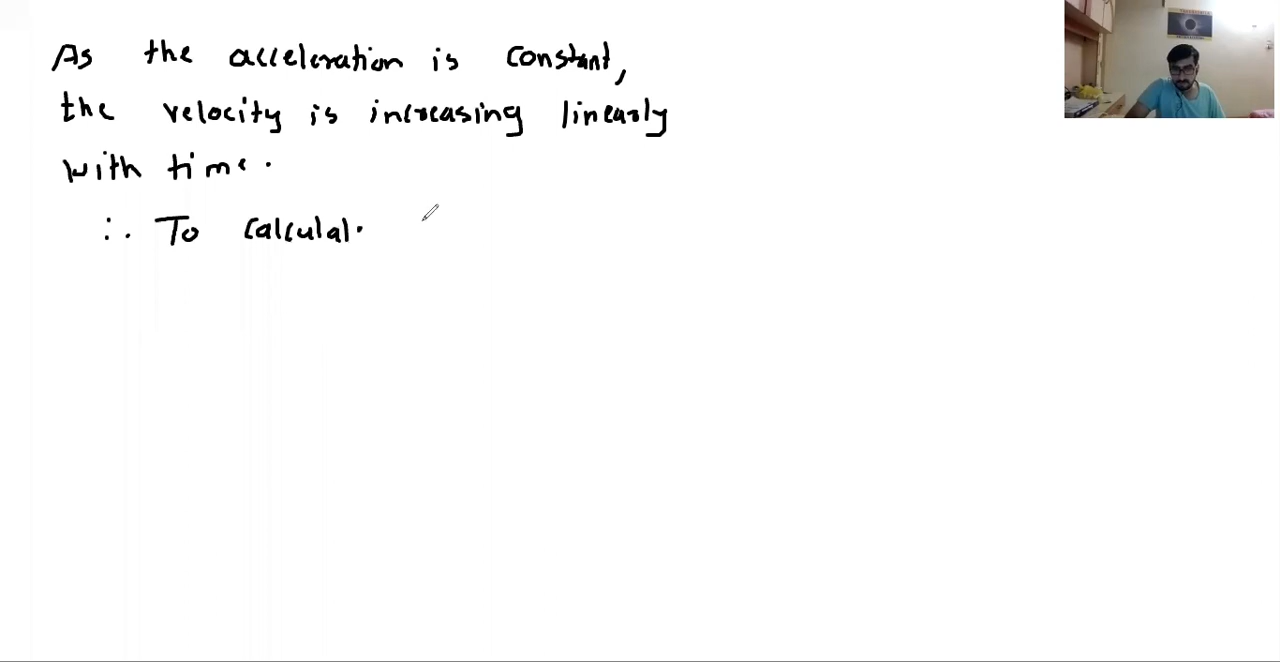 As the acceleration is constant,
the velocity is increasing linearly
with time.
∴ To calculat.